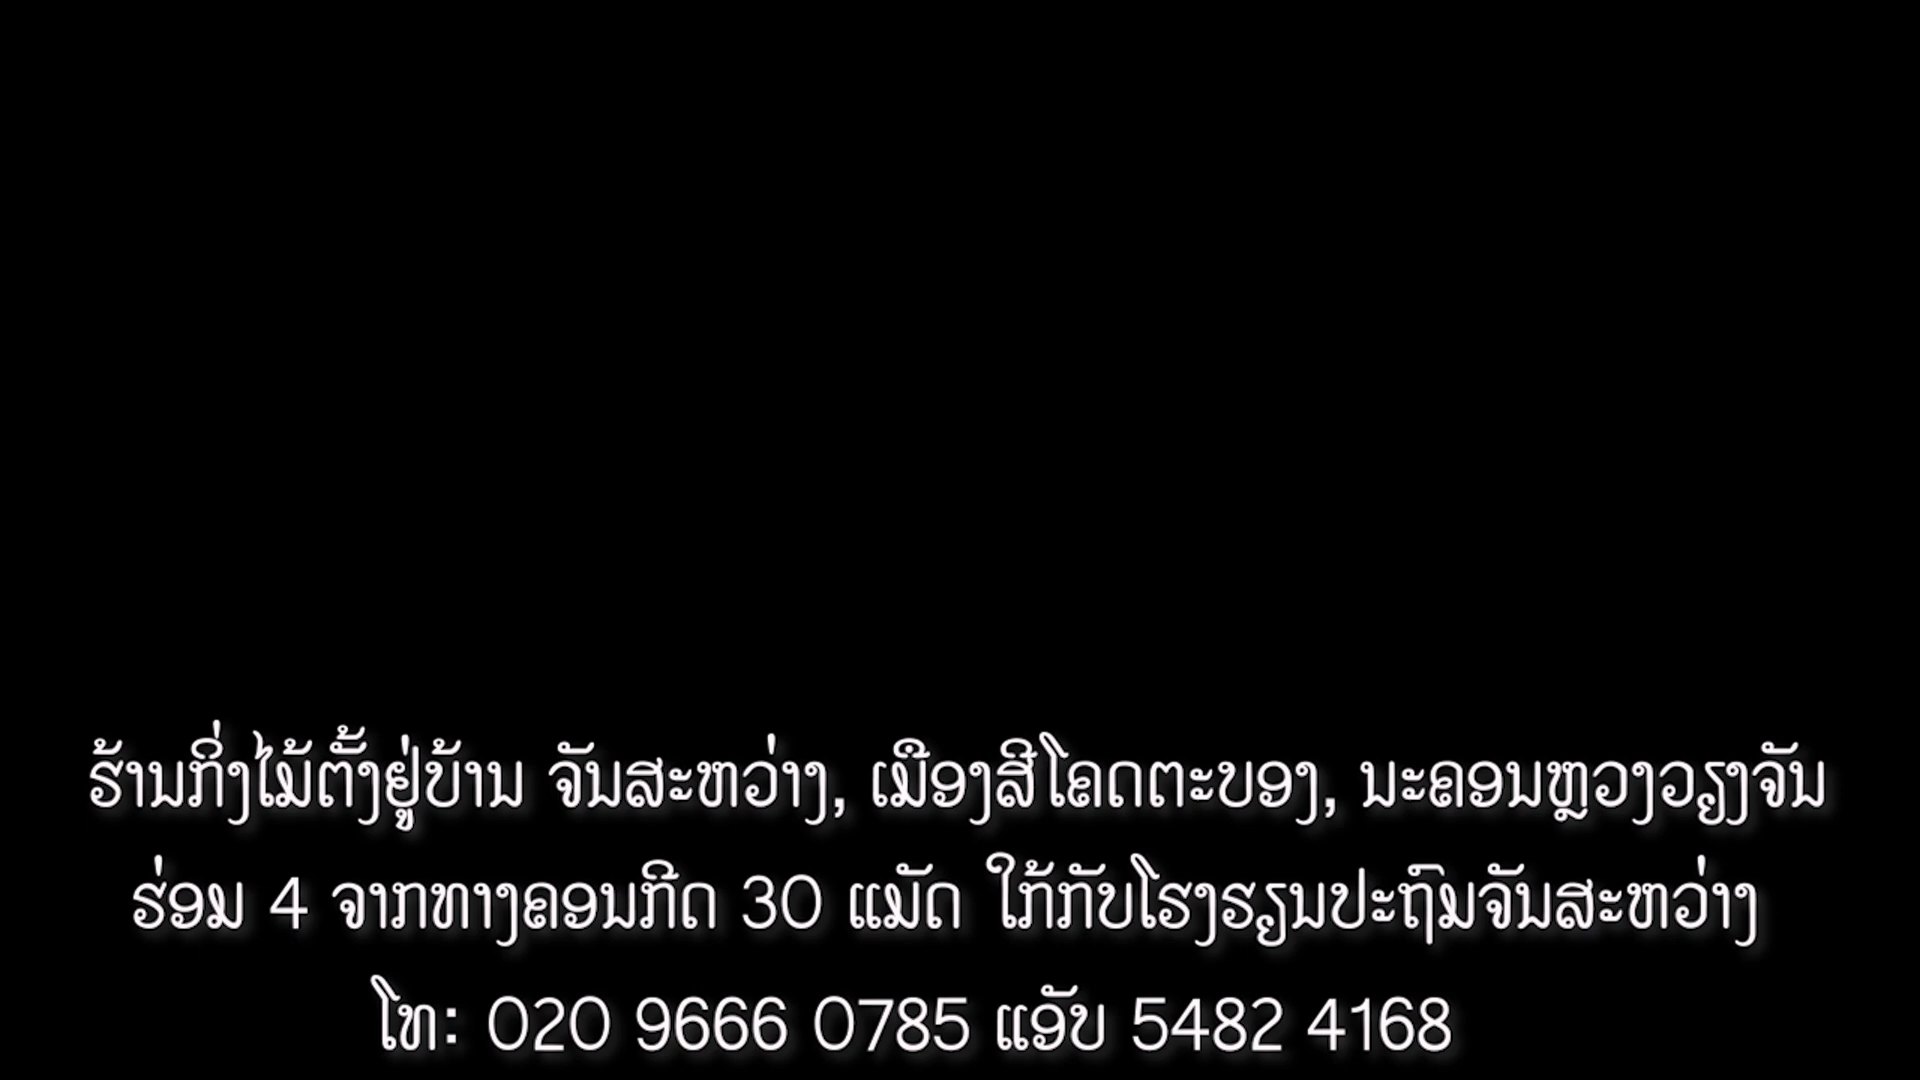 ຮ້ານກິ່ງໄມ້ຕັ້ງຢູ່ບ້ານ ຈັນສະຫວ່າງ, ເມືອງສີໂຄດຕະບອງ, ນະຄອນຫຼວງວຽງຈັນ
ຮ່ອມ 4 ຈາກທາງຄອນກີດ 30 ແມັດ ໃກ້ກັບໂຮງຮຽນປະຖົມຈັນສະຫວ່າງ
ໂທ: 020 9666 0785 ແອັບ 5482 4168